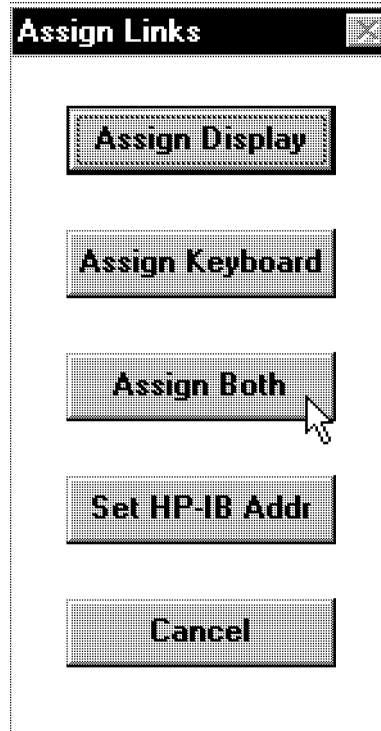 Assign Links
Assign Display
Assign Keyboard
Assign Both
Set HP-IB Addr
Cancel